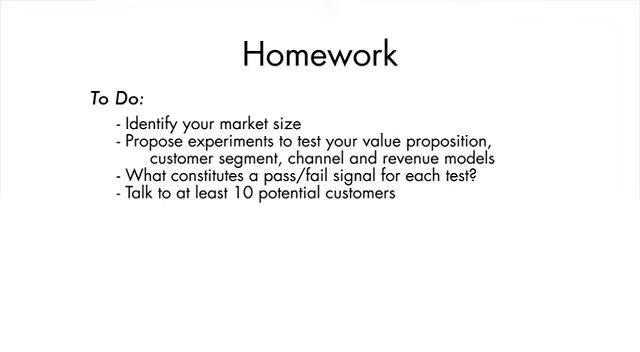 Homework
To Do:
- Identify your market size
- Propose experiments to test your value proposition,
customer segment, channel and revenue models
- What constitutes a pass/fail signal for each test?
- Talk to at least 10 potential customers